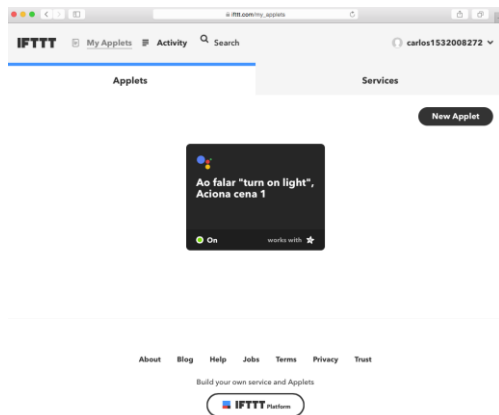 ifttt.com/my_applets
IFTTT My Applets Activity Search carlos1532008272
Applets Services
New Applet
Ao falar "turn on light",
Aciona cena 1
On works with
About Blog Help Jobs Terms Privacy Trust
Build your own service and Applets
IFTTT Platform